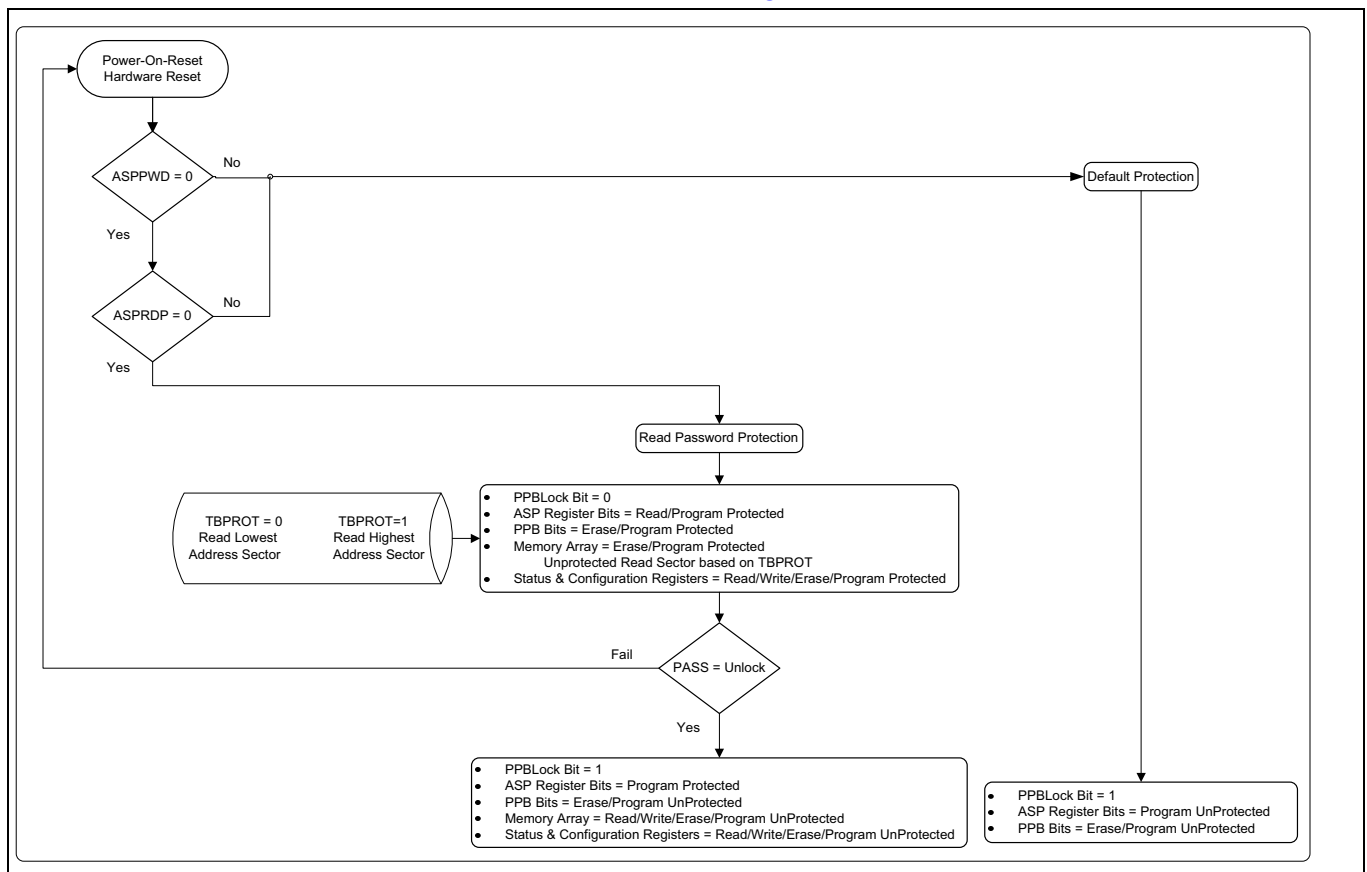 Power-On-Reset
Hardware Reset
No
ASPPWD = 0
Default Protection
Yes
No
ASPRDP = 0
Yes
Read Password Protection
TBPROT = 0
Read Lowest
Address Sector
TBPROT=1
Read Highest
Address Sector
• PPBLock Bit = 0
• ASP Register Bits = Read/Program Protected
• PPB Bits = Erase/Program Protected
• Memory Array = Erase/Program Protected
Unprotected Read Sector based on TBPROT
• Status & Configuration Registers = Read/Write/Erase/Program Protected
Fail
PASS = Unlock
Yes
• PPBLock Bit = 1
• ASP Register Bits = Program Protected
• PPB Bits = Erase/Program UnProtected
• Memory Array = Read/Write/Erase/Program UnProtected
• Status & Configuration Registers = Read/Write/Erase/Program UnProtected
• PPBLock Bit = 1
• ASP Register Bits = Program UnProtected
• PPB Bits = Erase/Program UnProtected